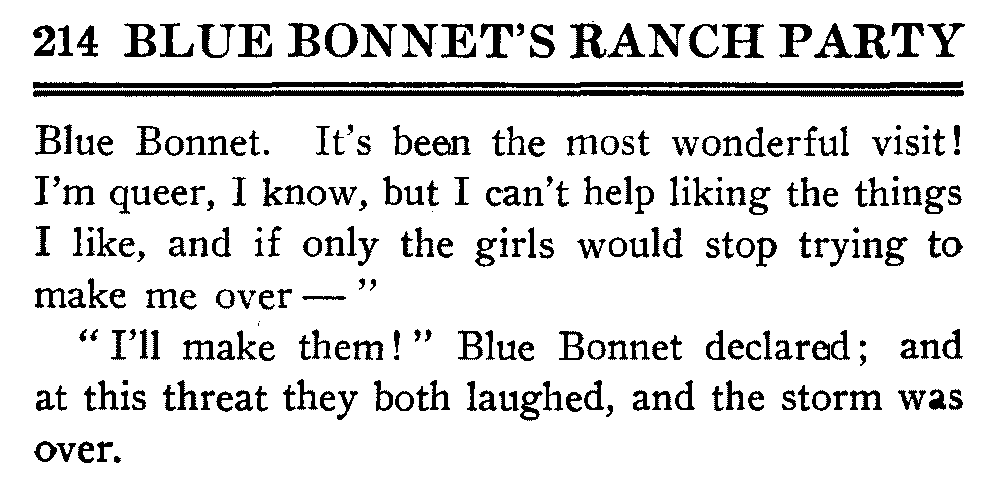 214 BLUE BONNET'S RANCH PARTY
Blue Bonnet. It's been the most wonderful visit!
I'm queer, I know, but I can't help liking the things
I like, and if only the girls would stop trying to
make me over — "
" I'll make them! " Blue Bonnet declared; and
at this threat they both laughed, and the storm was
over.